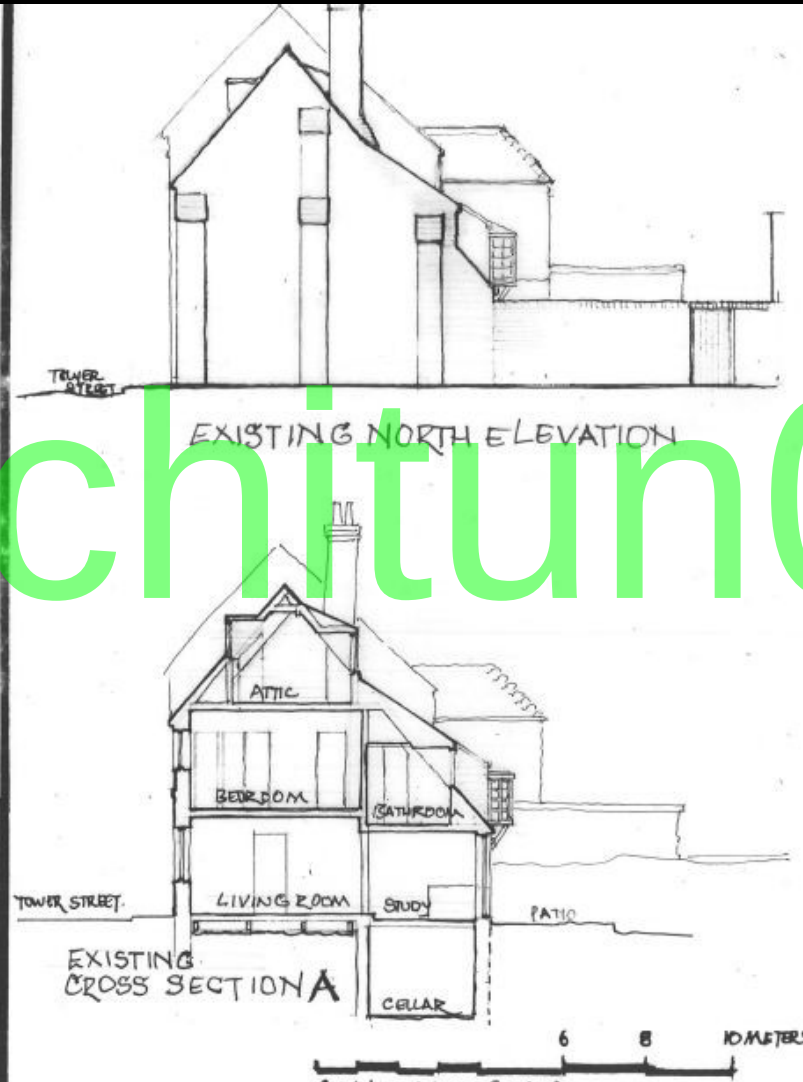 TOWER
STREET
EXISTING NORTH ELEVATION
chitun
ATTIC
BEDROOM
BATHROOM
LIVING ROOM
STUDY
TOWER STREET.
PATIO
EXISTING
CROSS SECTION A
CELLAR
6 8 10 METERS